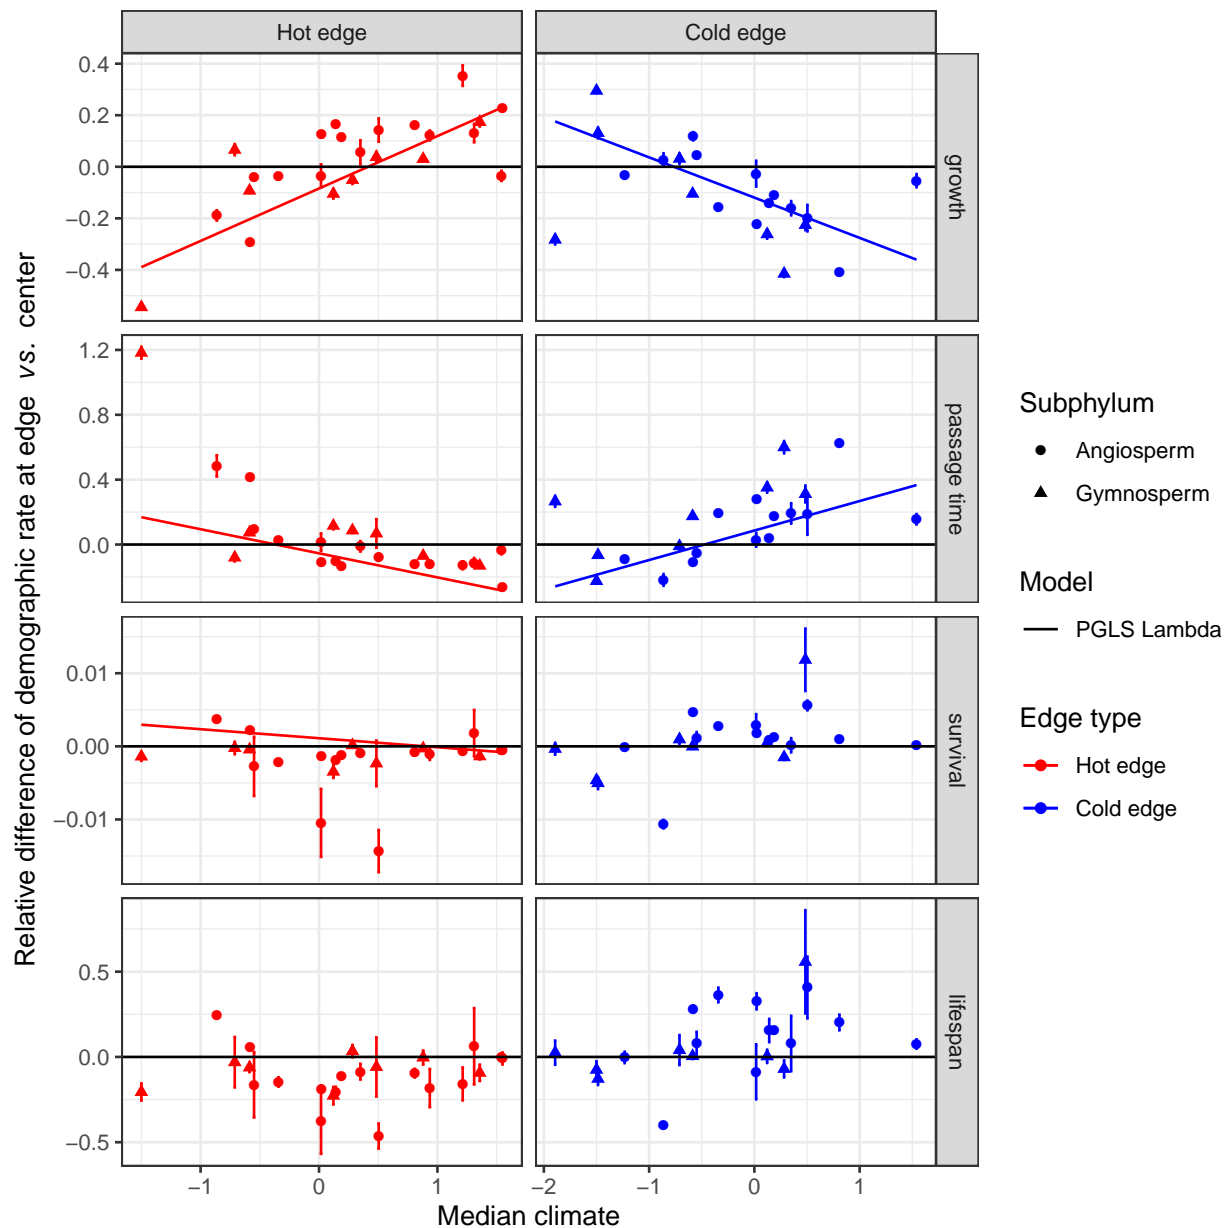 Hot edge
Cold edge
Relative difference of demographic rate at edge vs. center
0.4
0.2
0.0
−0.2
−0.4
growth
1.2
0.8
0.4
0.0
passage time
0.01
0.00
−0.01
survival
0.5
0.0
−0.5
lifespan
−1
0
1
−2
−1
0
1
Median climate
Subphylum
Angiosperm
Gymnosperm
Model
PGLS Lambda
Edge type
Hot edge
Cold edge